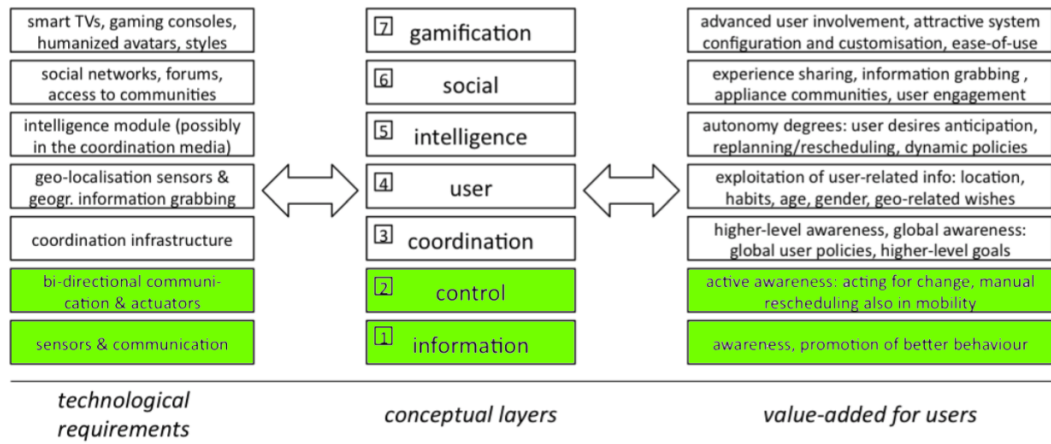 smart TVs, gaming consoles,
humanized avatars, styles
7
gamification
advanced user involvement, attractive system
configuration and customisation, ease-of-use
social networks, forums,
access to communities
6
social
experience sharing, information grabbing ,
appliance communities, user engagement
intelligence module (possibly
in the coordination media)
5
intelligence
autonomy degrees: user desires anticipation,
replanning/rescheduling, dynamic policies
geo-localisation sensors &
geogr. information grabbing
4
user
exploitation of user-related info: location,
habits, age, gender, geo-related wishes
coordination infrastructure
3
coordination
higher-level awareness, global awareness:
global user policies, higher-level goals
bi-directional communi-
cation & actuators
2
control
active awareness: acting for change, manual
rescheduling also in mobility
sensors & communication
1
information
awareness, promotion of better behaviour
technological
requirements
conceptual layers
value-added for users